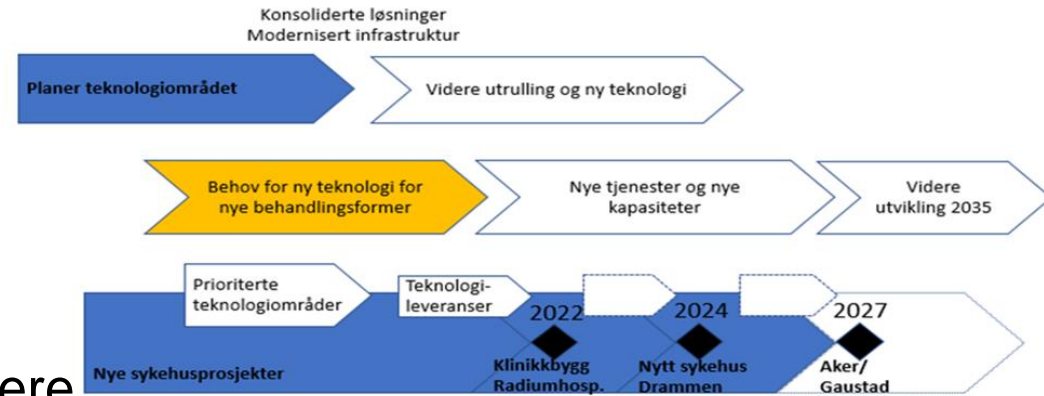 Konsoliderte løsninger
Modernisert infrastruktur
Planer teknologiområdet
Videre utrulling og ny teknologi
Behov for ny teknologi for
nye behandlingsformer
Nye tjenester og nye
kapasiteter
Videre
utvikling 2035
Prioriterte
teknologiområder
Teknologi-
leveranser
2022
2024
2027
Nye sykehusprosjekter
Klinikkbygg
Radiumhosp.
Nytt sykehus
Drammen
Aker/
Gaustad
ere